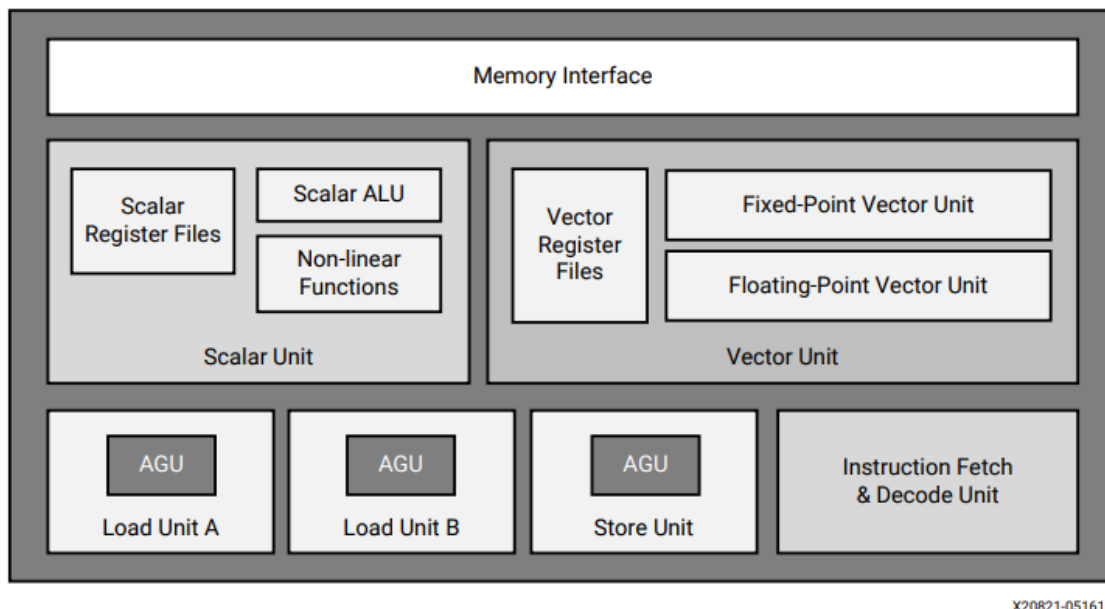 Memory Interface
Scalar
Register Files
Scalar ALU
Non-linear
Functions
Scalar Unit
Vector
Register
Files
Fixed-Point Vector Unit
Floating-Point Vector Unit
Vector Unit
AGU
Load Unit A
AGU
Load Unit B
AGU
Store Unit
Instruction Fetch
& Decode Unit
X20821-05161